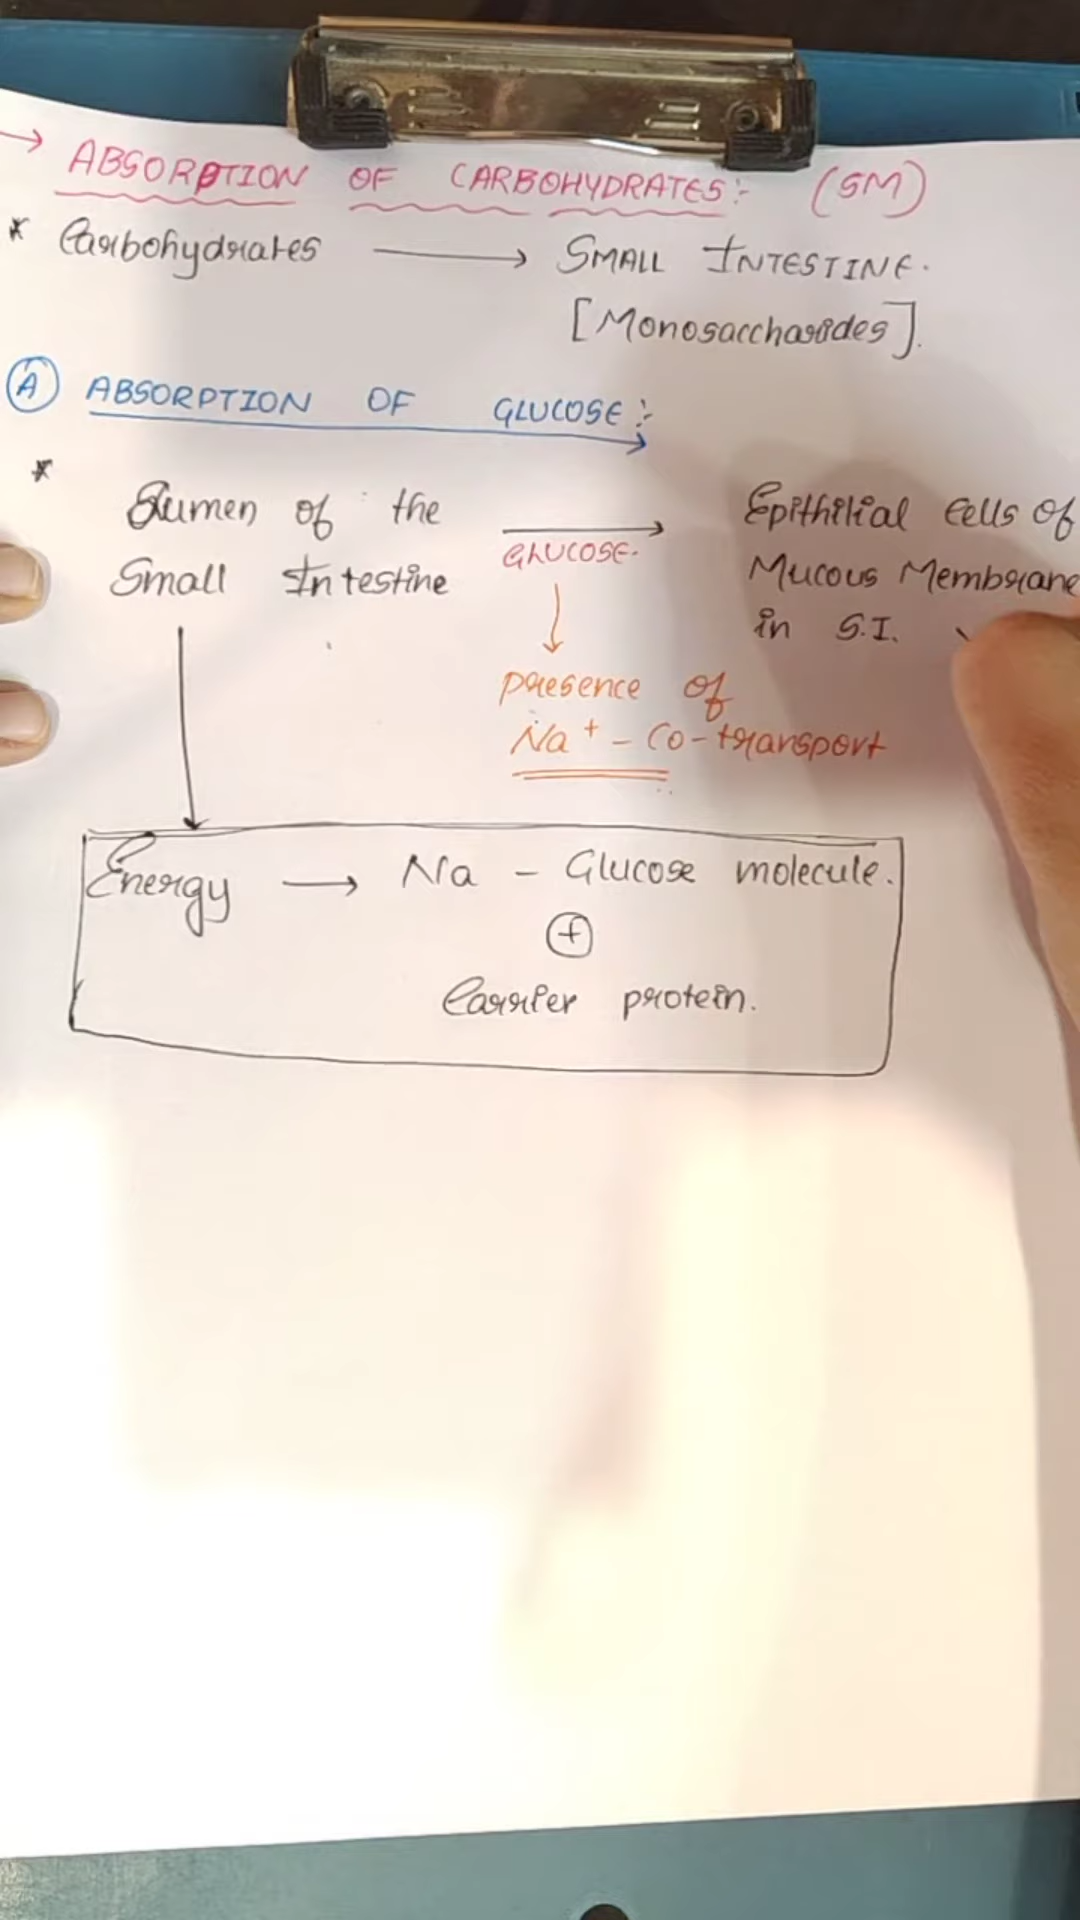 → ABSORPTION OF CARBOHYDRATES:- (5M)
* Carbohydrates → SMALL INTESTINE.
[Monosaccharides].
(A) ABSORPTION OF GLUCOSE:-
* Lumen of the Small Intestine
→ GLUCOSE.
Epithilial Cells of
Mucous Membrane
in S.I.
↓
presence of
Na+ - Co-transport
Energy → Na - Glucose molecule.
⊕
Carrier protein.